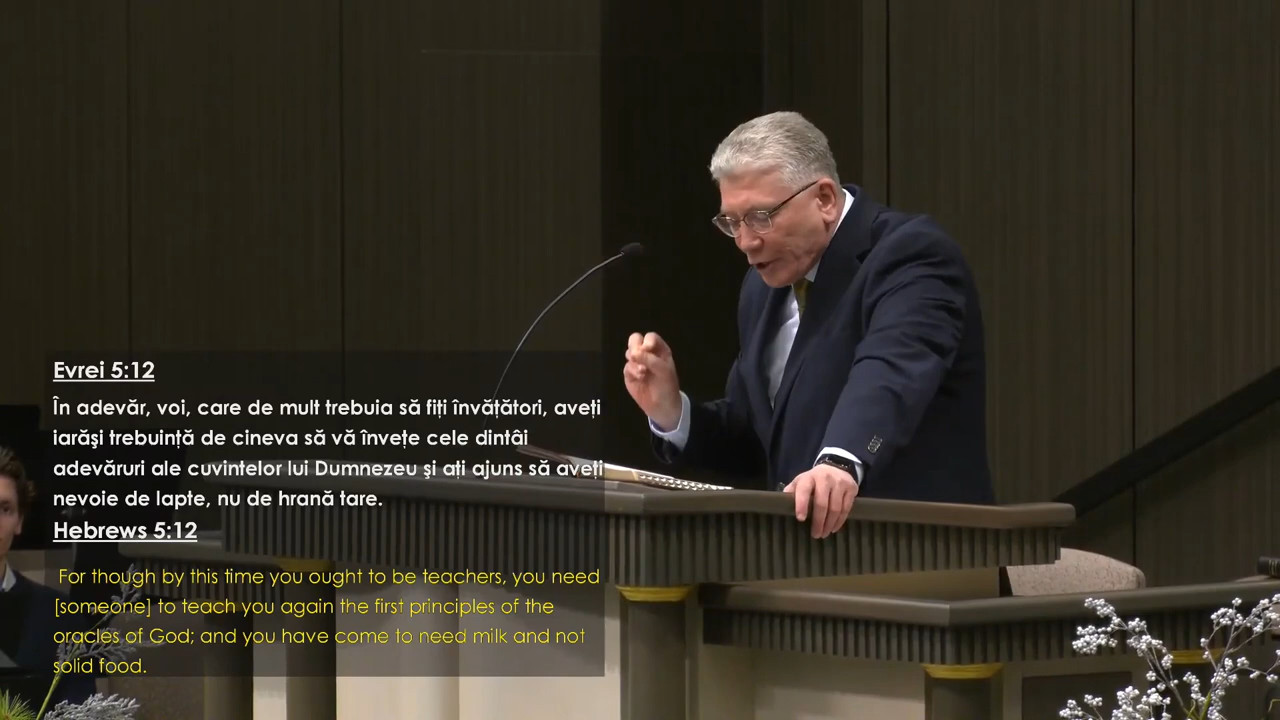 Evrei 5:12
În adevăr, voi, care de mult trebuia să fiți învățători, aveți
iarăşi trebuință de cineva să vă învețe cele dintâi
adevăruri ale cuvintelor lui Dumnezeu şi ați ajuns să aveți
nevoie de lapte, nu de hrană tare.
Hebrews 5:12
For though by this time you ought to be teachers, you need
[someone] to teach you again the first principles of the
oracles of God; and you have come to need milk and not
solid food.